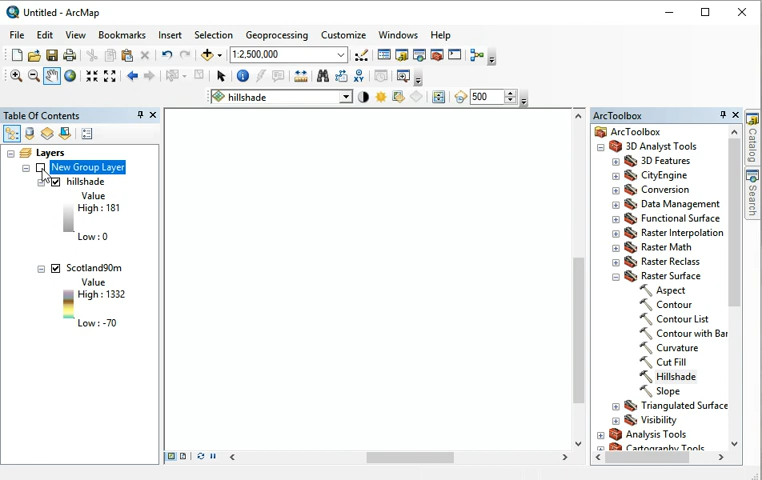 Untitled - ArcMap
File Edit View Bookmarks Insert Selection Geoprocessing Customize Windows Help
1:2,500,000
hillshade 500
Table Of Contents
Layers
New Group Layer
hillshade
Value
High : 181
Low : 0
Scotland90m
Value
High : 1332
Low : -70
ArcToolbox
ArcToolbox
3D Analyst Tools
3D Features
CityEngine
Conversion
Data Management
Functional Surface
Raster Interpolation
Raster Math
Raster Reclass
Raster Surface
Aspect
Contour
Contour List
Contour with Bar
Curvature
Cut Fill
Hillshade
Slope
Triangulated Surface
Visibility
Analysis Tools
Cartography Tools
Catalog
Search